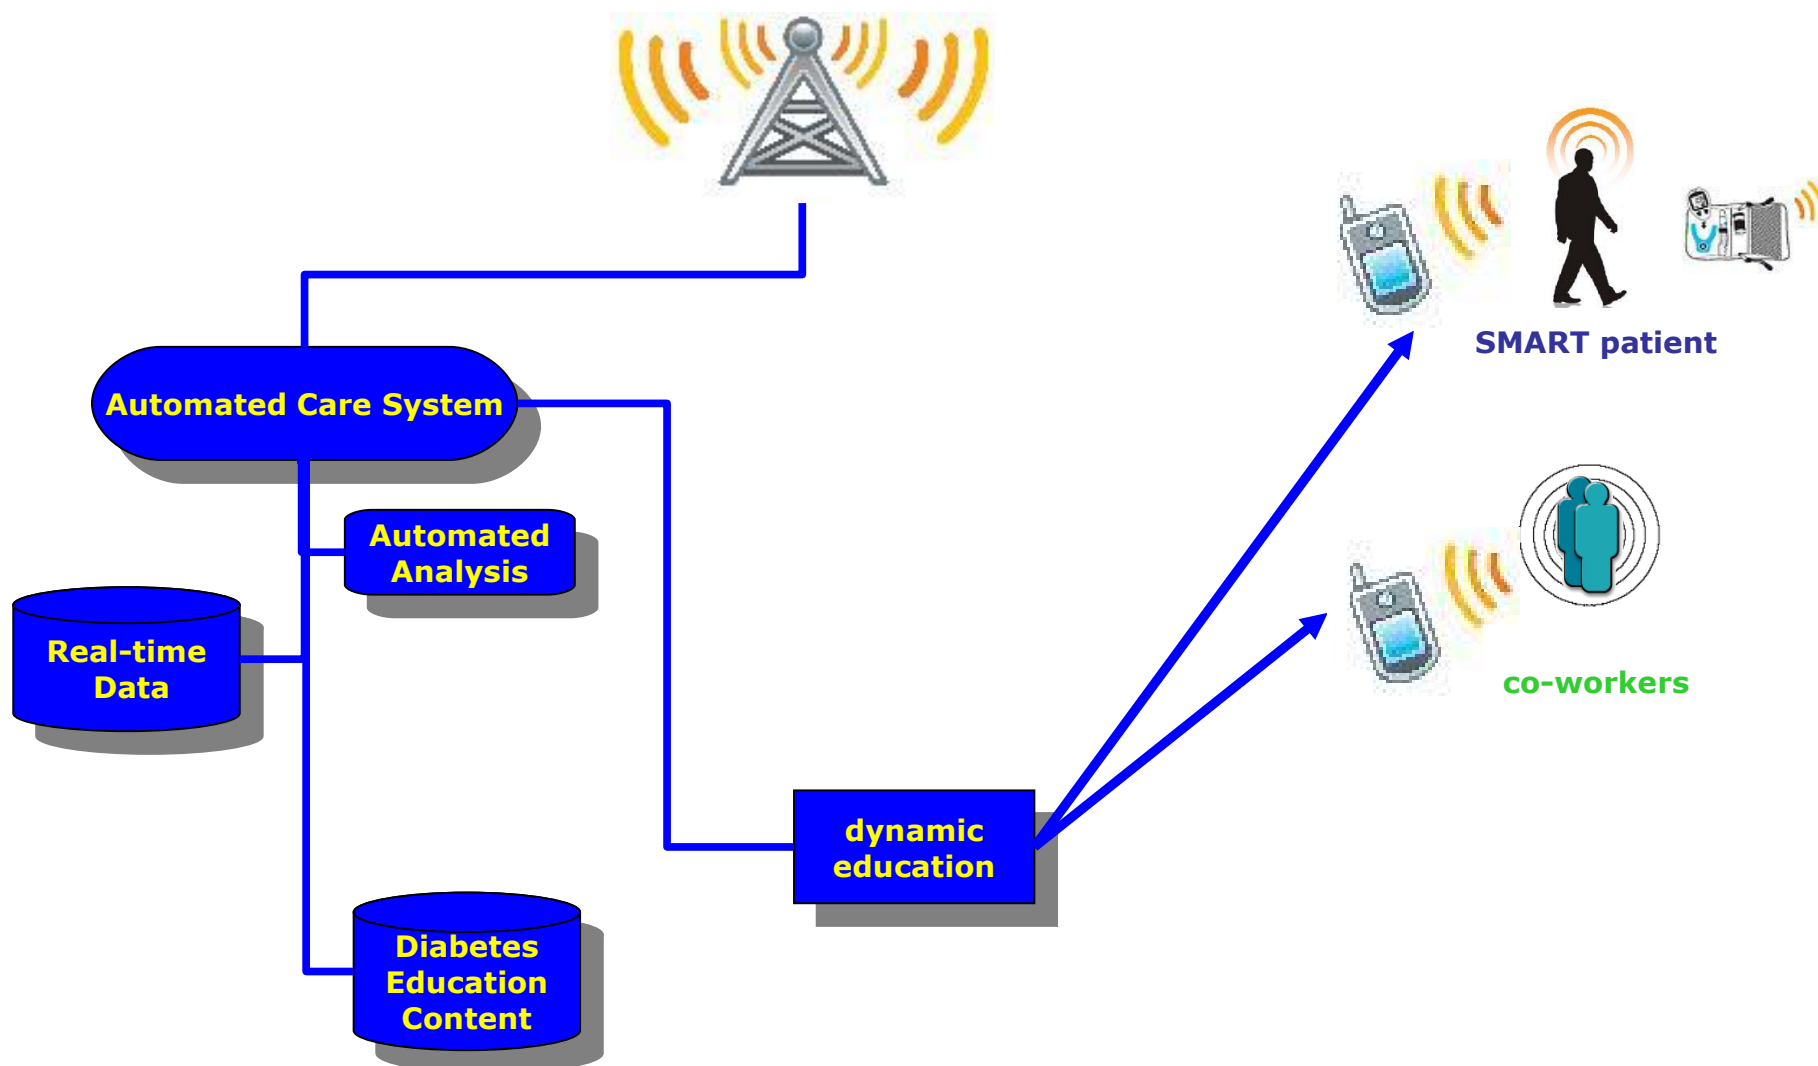 SMART patient
Automated Care System
Automated
Analysis
Real-time
Data
co-workers
dynamic
education
Diabetes
Education
Content